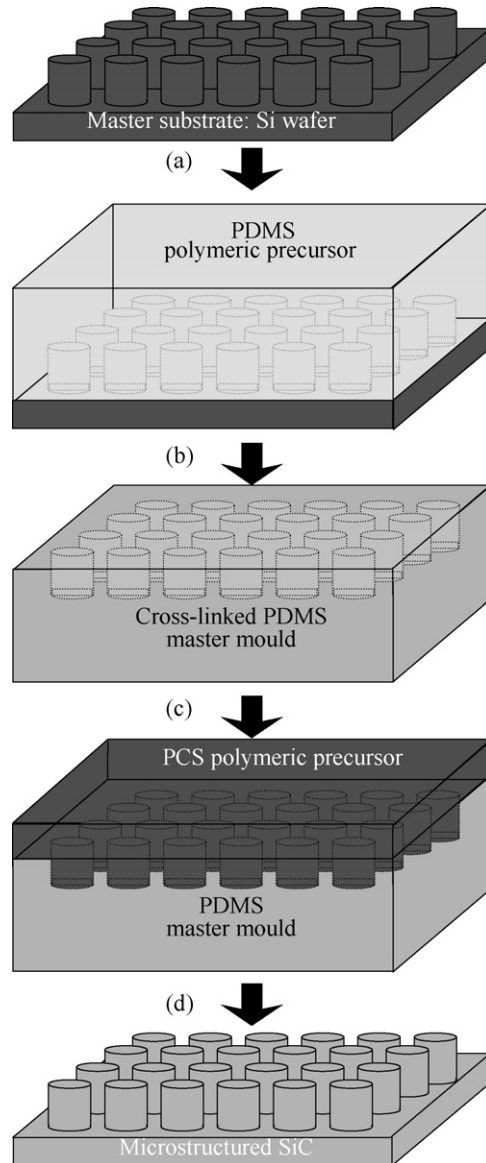 Master substrate: Si wafer
(a)
PDMS
polymeric precursor
(b)
Cross-linked PDMS
master mould
(c)
PCS polymeric precursor
PDMS
master mould
(d)
Microstructured SiC